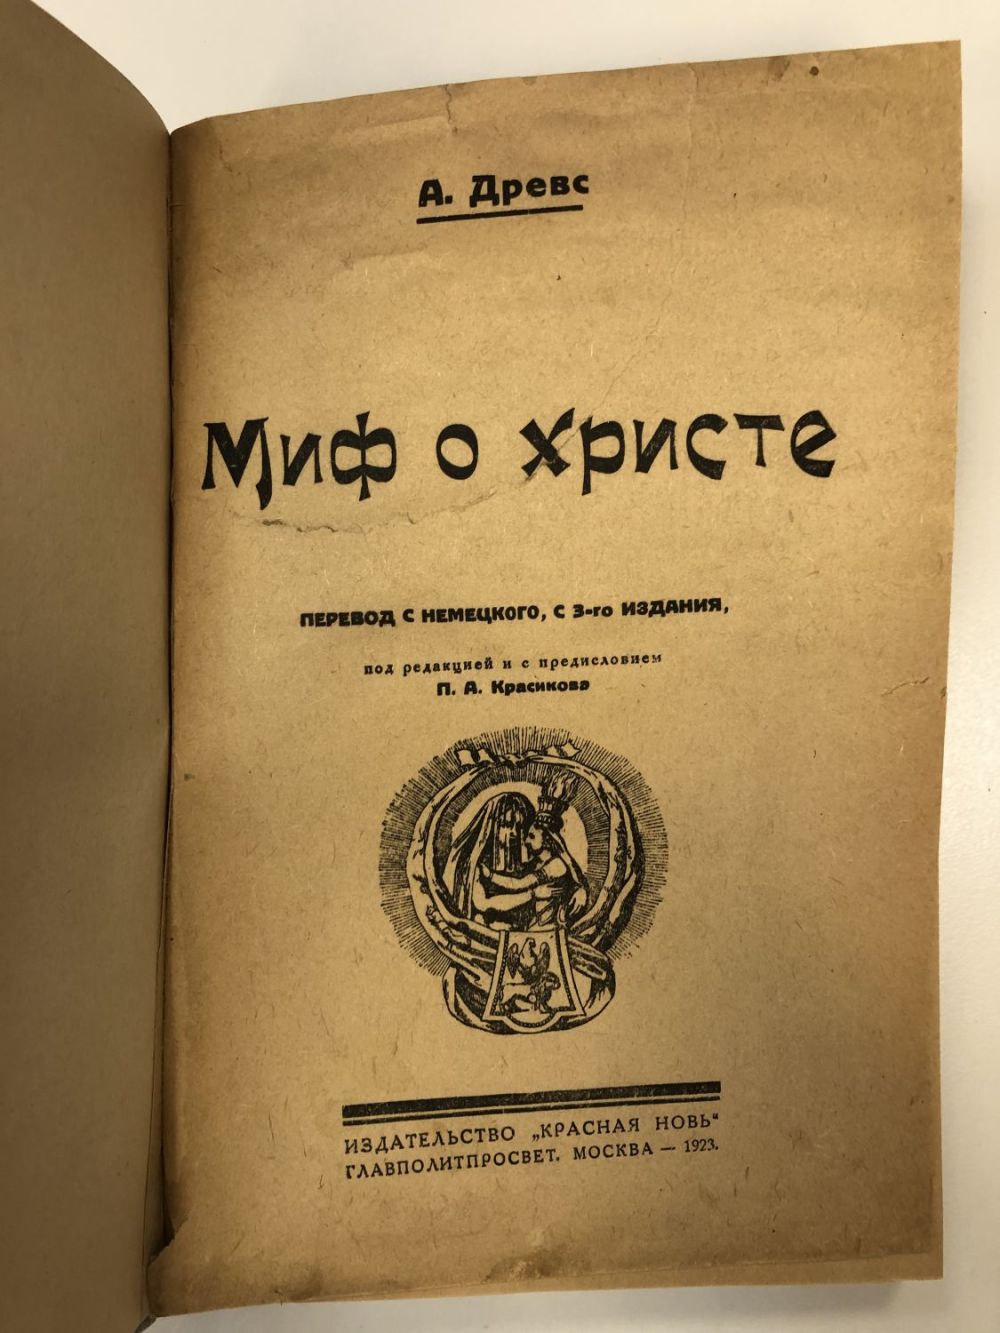 А. Древс
Миф о христе
ПЕРЕВОД С НЕМЕЦКОГО, С 3-го ИЗДАНИЯ,
под редакцией и с предисловием
П. А. Красикова
ИЗДАТЕЛЬСТВО „КРАСНАЯ НОВЬ“
ГЛАВПОЛИТПРОСВЕТ. МОСКВА — 1923.